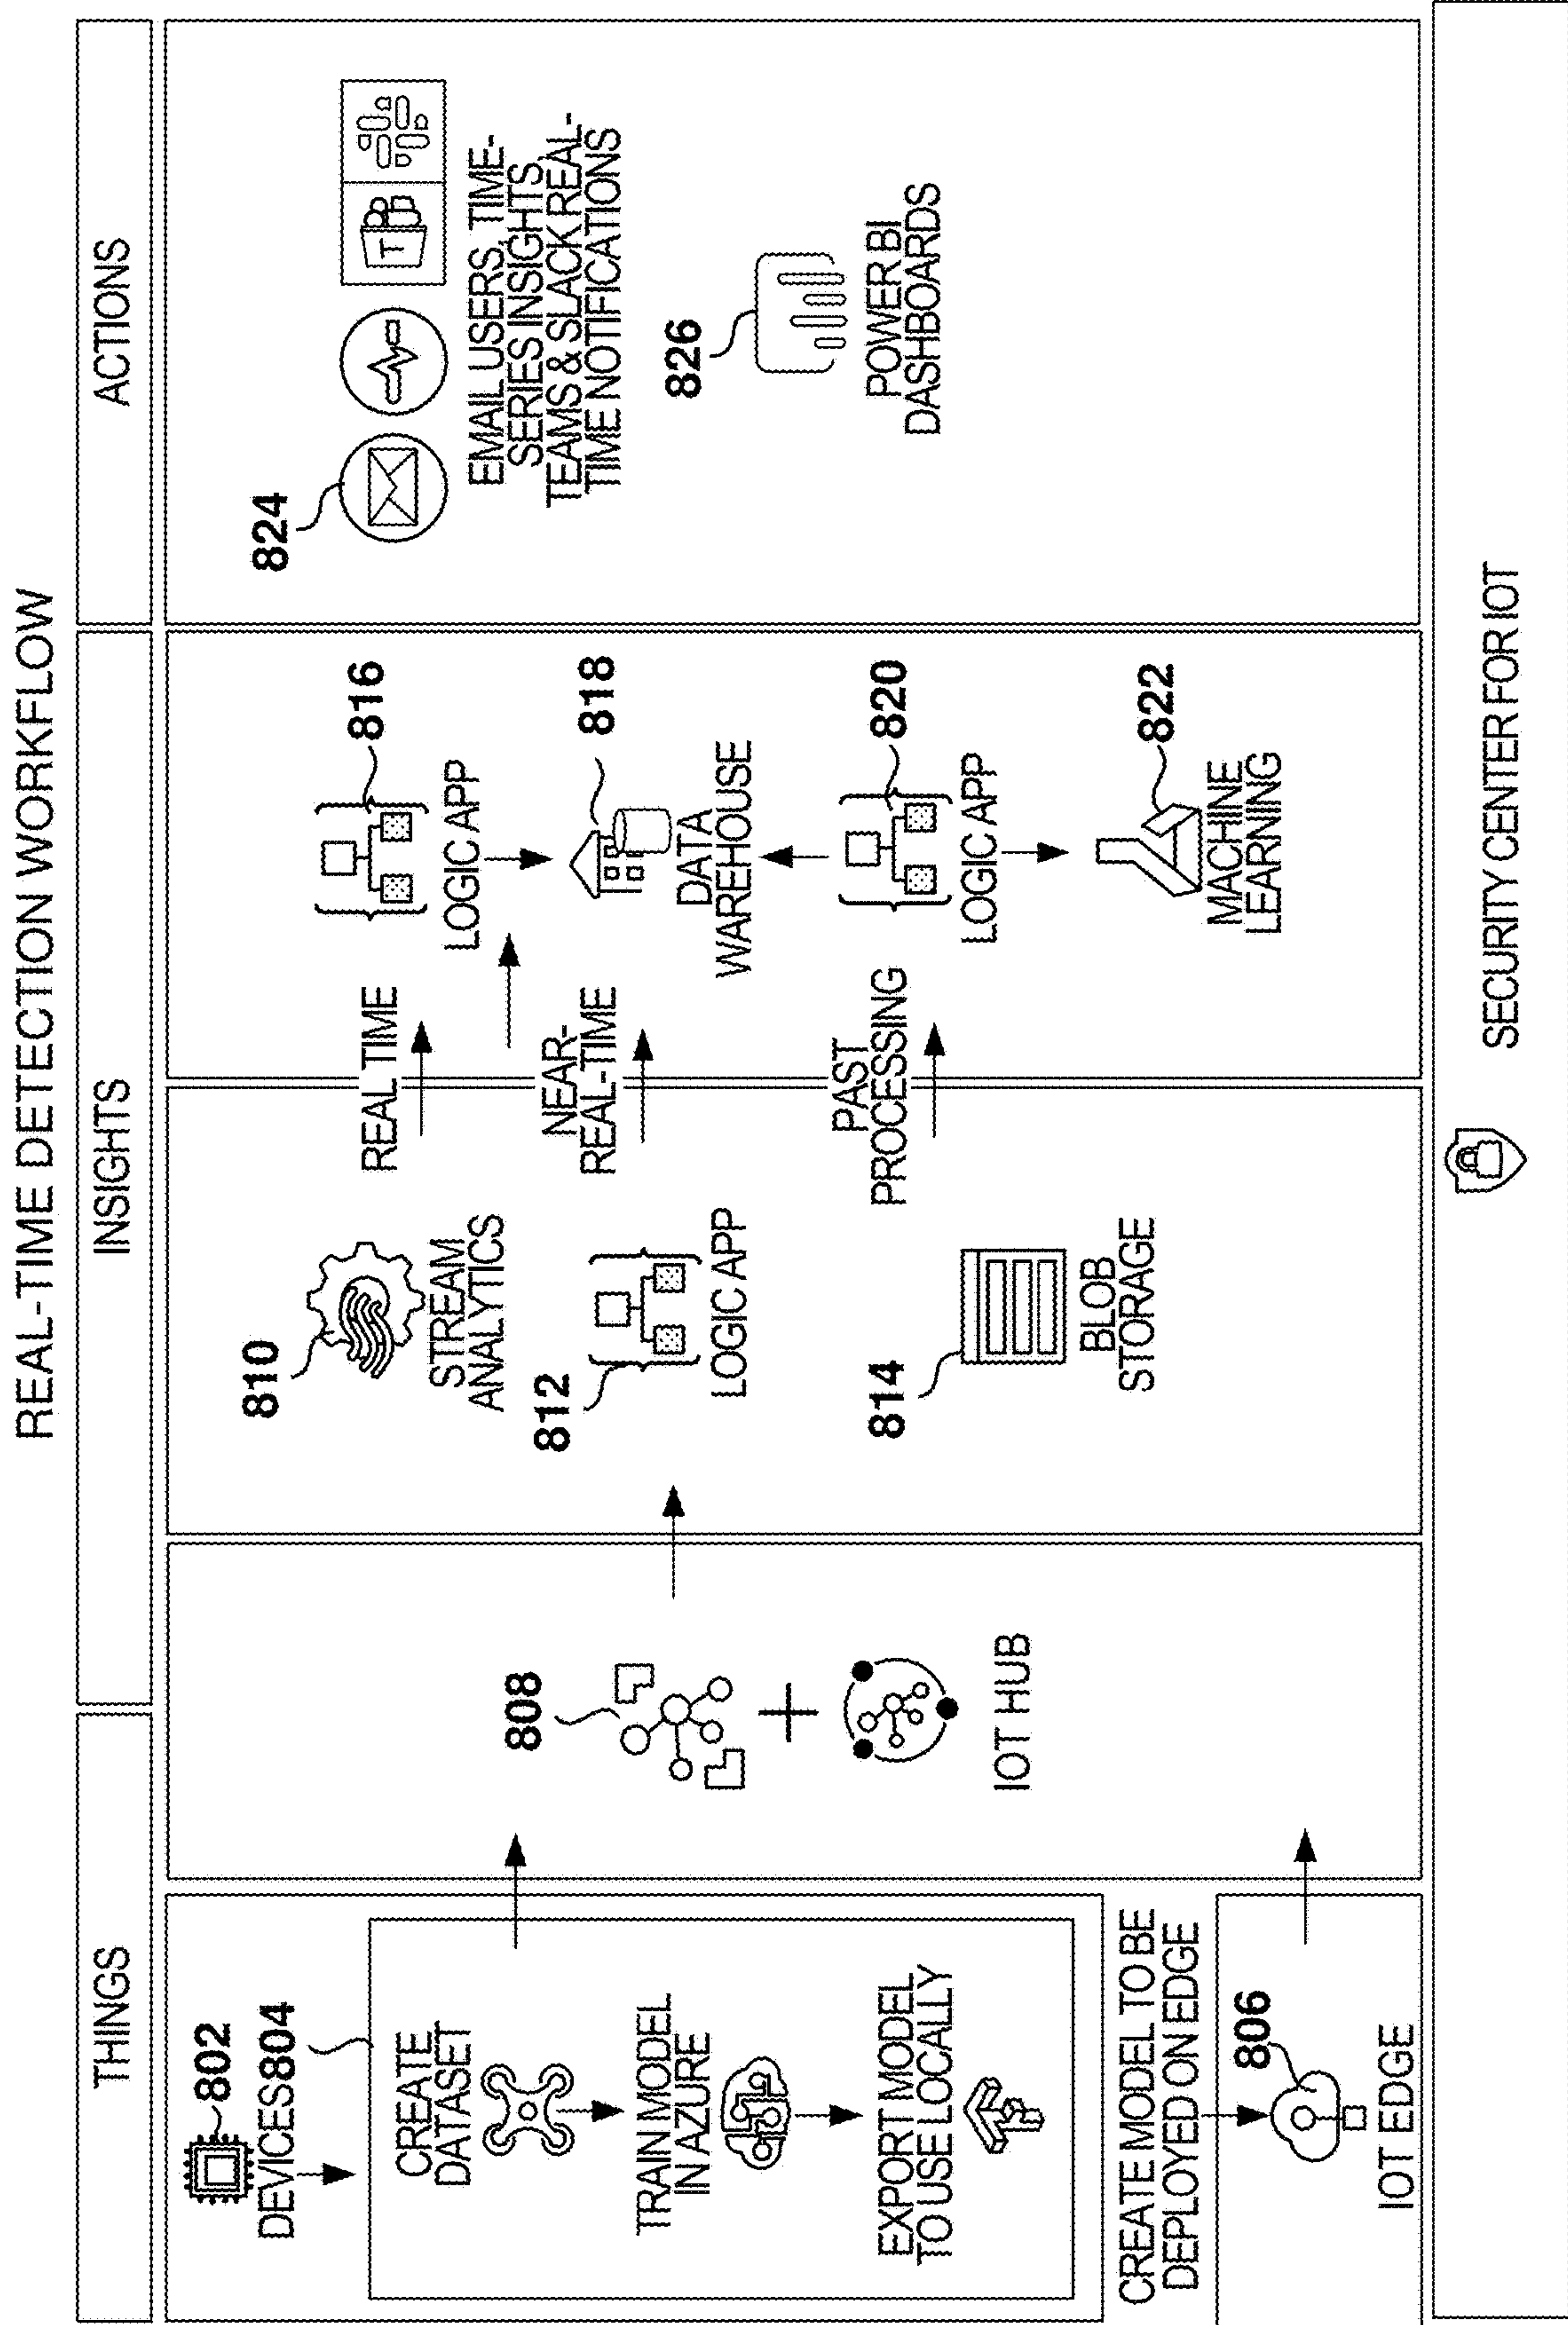 REAL-TIME DETECTION WORKFLOW
THINGS
INSIGHTS
ACTIONS
802
DEVICES
804
CREATE
DATASET
TRAIN MODEL
IN AZURE
EXPORT MODEL
TO USE LOCALLY
CREATE MODEL TO BE
DEPLOYED ON EDGE
806
IOT EDGE
808
IOT HUB
810
STREAM
ANALYTICS
812
LOGIC APP
814
BLOB
STORAGE
REAL TIME
NEAR-
REAL-TIME
PAST
PROCESSING
816
LOGIC APP
818
DATA
WAREHOUSE
820
LOGIC APP
822
MACHINE
LEARNING
824
T
EMAIL USERS, TIME-
SERIES INSIGHTS,
TEAMS & SLACK REAL-
TIME NOTIFICATIONS
826
POWER BI
DASHBOARDS
SECURITY CENTER FOR IOT